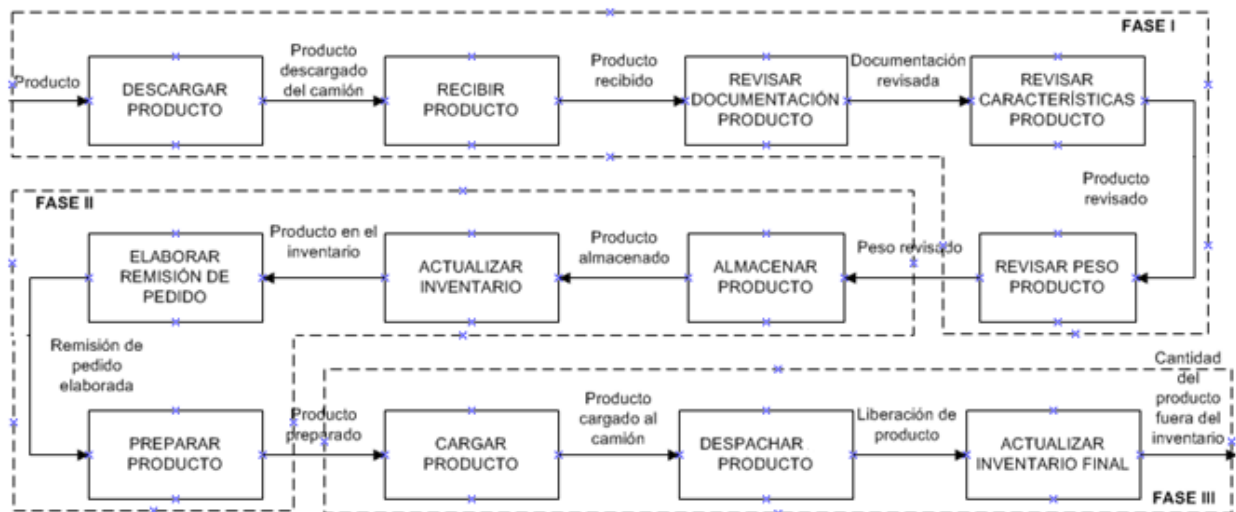 FASE I
Producto
DESCARGAR
PRODUCTO
Producto
descargado
del camión
RECIBIR
PRODUCTO
Producto
recibido
REVISAR
DOCUMENTACIÓN
PRODUCTO
Documentación
revisada
REVISAR
CARACTERÍSTICAS
PRODUCTO
Producto
revisado
REVISAR PESO
PRODUCTO
Peso revisado
FASE II
ALMACENAR
PRODUCTO
Producto
almacenado
ACTUALIZAR
INVENTARIO
Producto en el
inventario
ELABORAR
REMISIÓN DE
PEDIDO
Remisión de
pedido
elaborada
PREPARAR
PRODUCTO
Producto
preparado
CARGAR
PRODUCTO
Producto
cargado al
camión
DESPACHAR
PRODUCTO
Liberación de
producto
ACTUALIZAR
INVENTARIO FINAL
Cantidad
del
producto
fuera del
inventario
FASE III